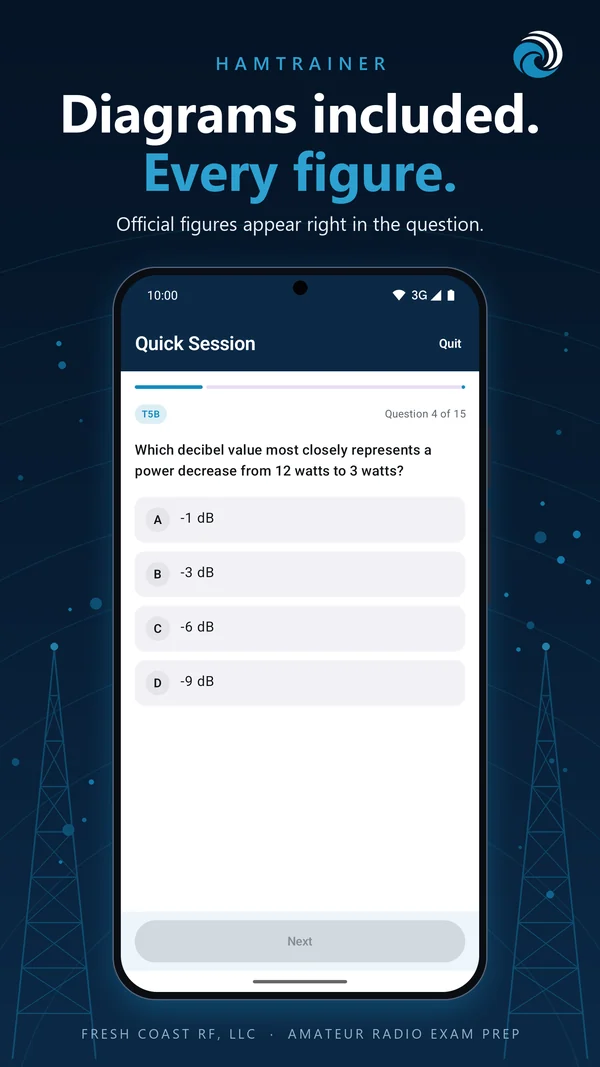 HAMTRAINER
Diagrams included.
Every figure.
Official figures appear right in the question.
10:00
3G
Quick Session
Quit
T5B
Question 4 of 15
Which decibel value most closely represents a
power decrease from 12 watts to 3 watts?
A -1 dB
B -3 dB
C -6 dB
D -9 dB
Next
FRESH COAST RF, LLC · AMATEUR RADIO EXAM PREP